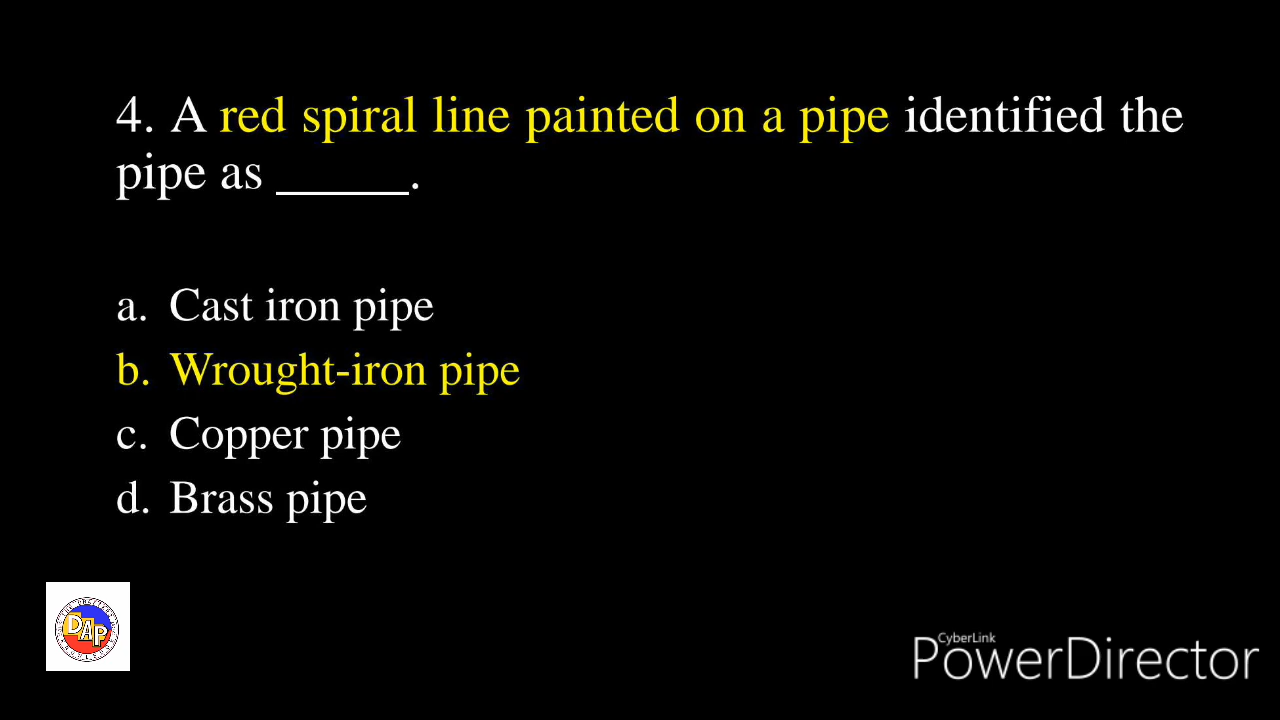 4. A red spiral line painted on a pipe identified the
pipe as _____.
a. Cast iron pipe
b. Wrought-iron pipe
c. Copper pipe
d. Brass pipe
DAP
CyberLink
PowerDirector